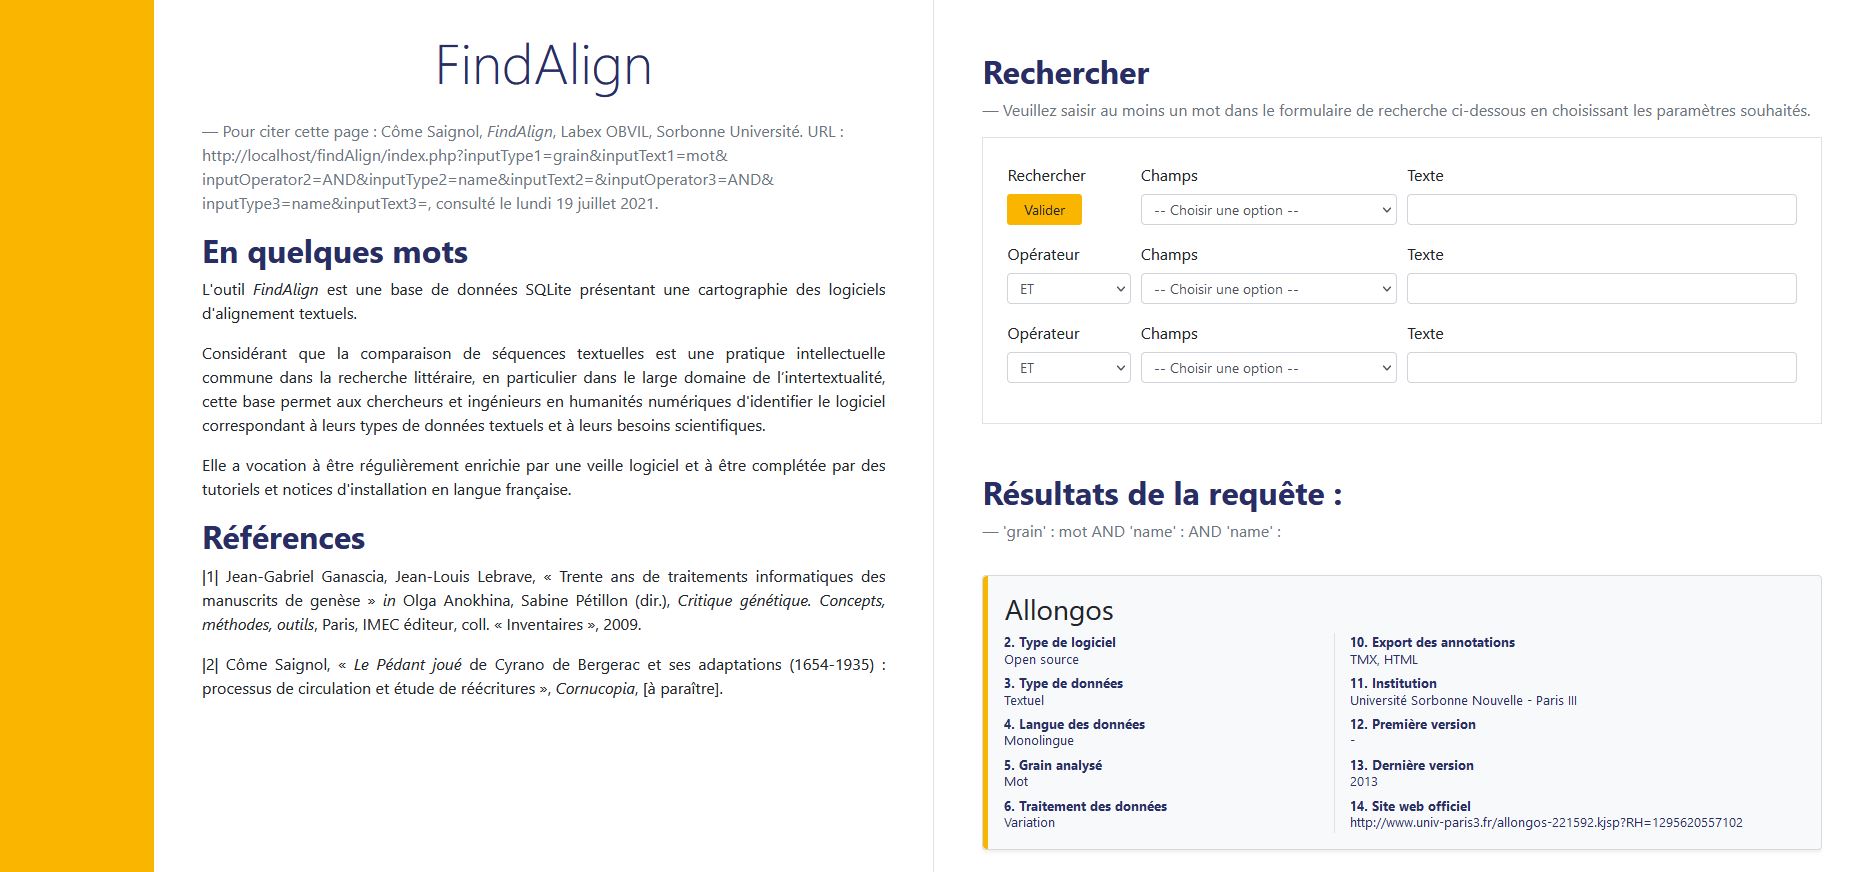 FindAlign
— Pour citer cette page : Côme Saignol, FindAlign, Labex OBVIL, Sorbonne Université. URL :
http://localhost/findAlign/index.php?inputType1=grain&inputText1=mot&
inputOperator2=AND&inputType2=name&inputText2=&inputOperator3=AND&
inputType3=name&inputText3=, consulté le lundi 19 juillet 2021.
En quelques mots
L'outil FindAlign est une base de données SQLite présentant une cartographie des logiciels
d'alignement textuels.
Considérant que la comparaison de séquences textuelles est une pratique intellectuelle
commune dans la recherche littéraire, en particulier dans le large domaine de l'intertextualité,
cette base permet aux chercheurs et ingénieurs en humanités numériques d'identifier le logiciel
correspondant à leurs types de données textuels et à leurs besoins scientifiques.
Elle a vocation à être régulièrement enrichie par une veille logiciel et à être complétée par des
tutoriels et notices d'installation en langue française.
Références
|1| Jean-Gabriel Ganascia, Jean-Louis Lebrave, « Trente ans de traitements informatiques des
manuscrits de genèse » in Olga Anokhina, Sabine Pétillon (dir.), Critique génétique. Concepts,
méthodes, outils, Paris, IMEC éditeur, coll. « Inventaires », 2009.
|2| Côme Saignol, « Le Pédant joué de Cyrano de Bergerac et ses adaptations (1654-1935) :
processus de circulation et étude de réécritures », Cornucopia, [à paraître].
Rechercher
— Veuillez saisir au moins un mot dans le formulaire de recherche ci-dessous en choisissant les paramètres souhaités.
Rechercher Champs Texte
Valider -- Choisir une option --
Opérateur Champs Texte
ET -- Choisir une option --
Opérateur Champs Texte
ET -- Choisir une option --
Résultats de la requête :
— 'grain' : mot AND 'name' : AND 'name' :
Allongos
2. Type de logiciel
Open source
3. Type de données
Textuel
4. Langue des données
Monolingue
5. Grain analysé
Mot
6. Traitement des données
Variation
10. Export des annotations
TMX, HTML
11. Institution
Université Sorbonne Nouvelle - Paris III
12. Première version
-
13. Dernière version
2013
14. Site web officiel
http://www.univ-paris3.fr/allongos-221592.kjsp?RH=1295620557102